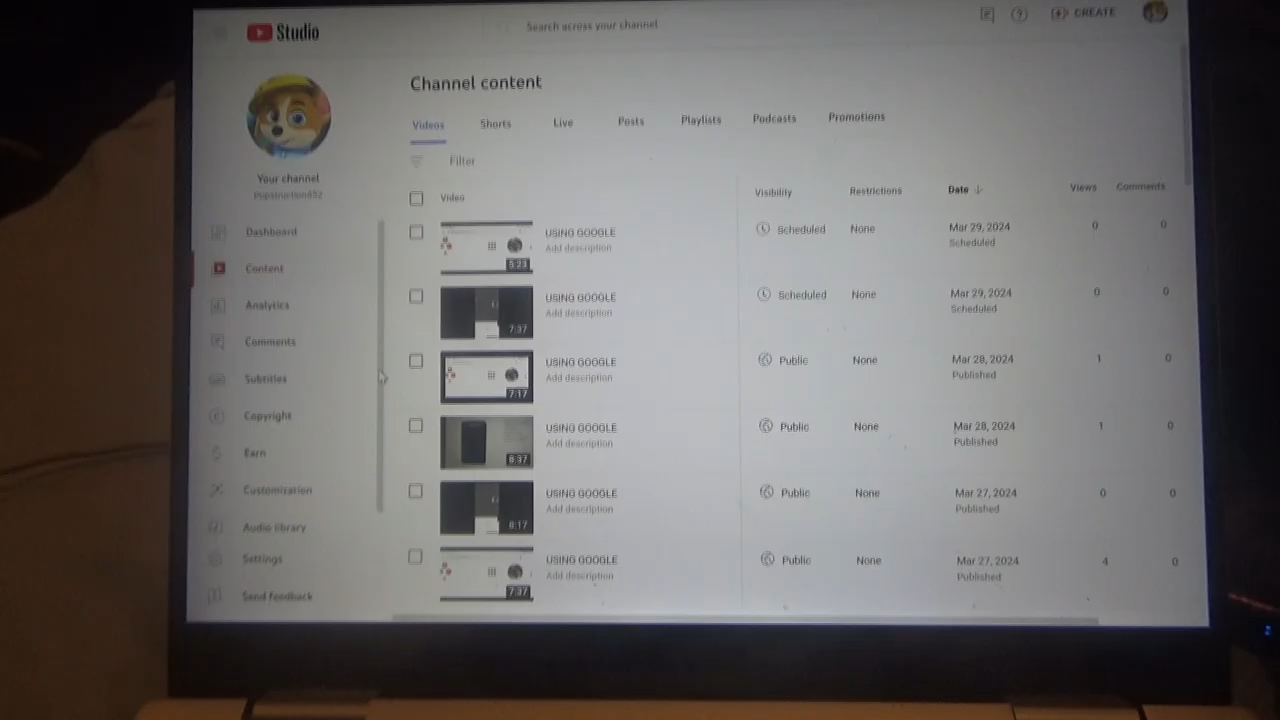 Studio
Search across your channel
CREATE
Your channel
Channel content
Videos Shorts Live Posts Playlists Podcasts Promotions
Filter
Video Visibility Restrictions Date Views Comments
Dashboard
Content
Analytics
Comments
Subtitles
Copyright
Earn
Customization
Audio library
Settings
Send feedback
USING GOOGLE Scheduled None Mar 29, 2024 0 0
Add description Scheduled
5:23
USING GOOGLE Scheduled None Mar 29, 2024 0 0
Add description Scheduled
7:37
USING GOOGLE Public None Mar 28, 2024 1 0
Add description Published
7:17
USING GOOGLE Public None Mar 28, 2024 1 0
Add description Published
6:37
USING GOOGLE Public None Mar 27, 2024 0 0
Add description Published
6:17
USING GOOGLE Public None Mar 27, 2024 4 0
Add description Published
7:37